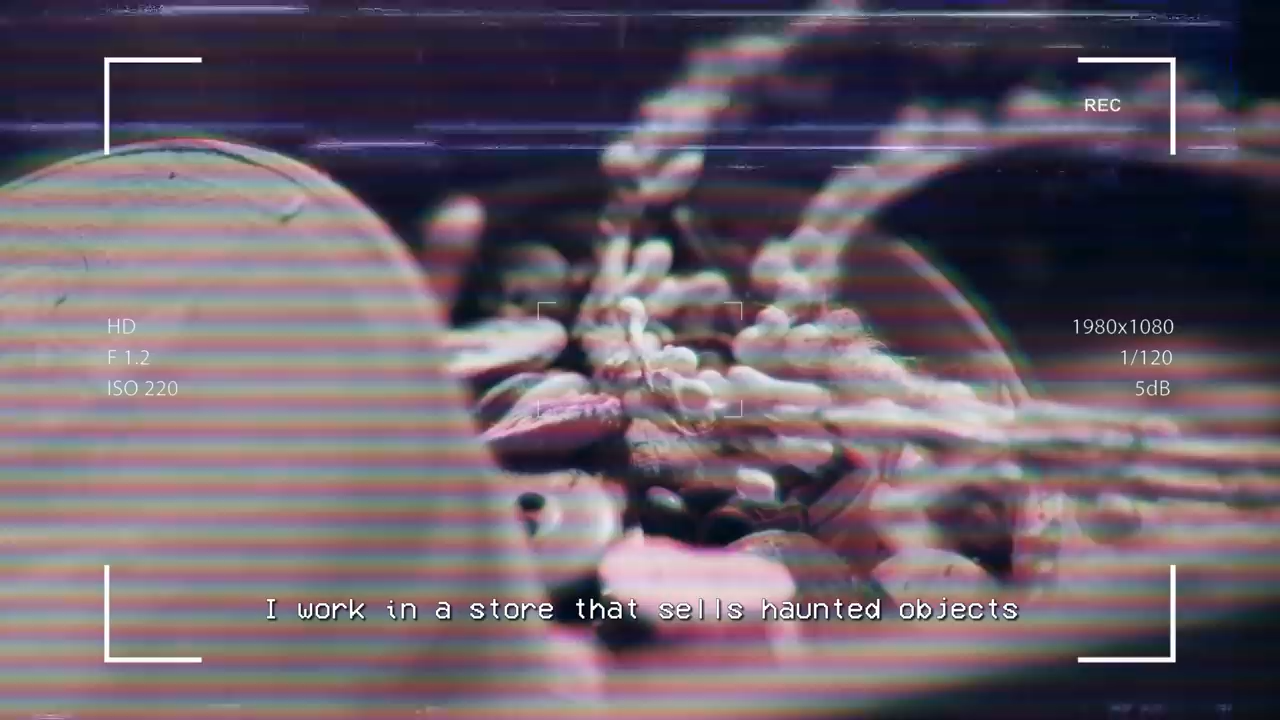 REC
HD
F 1.2
ISO 220
1980x1080
1/120
5dB
I work in a store that sells haunted objects